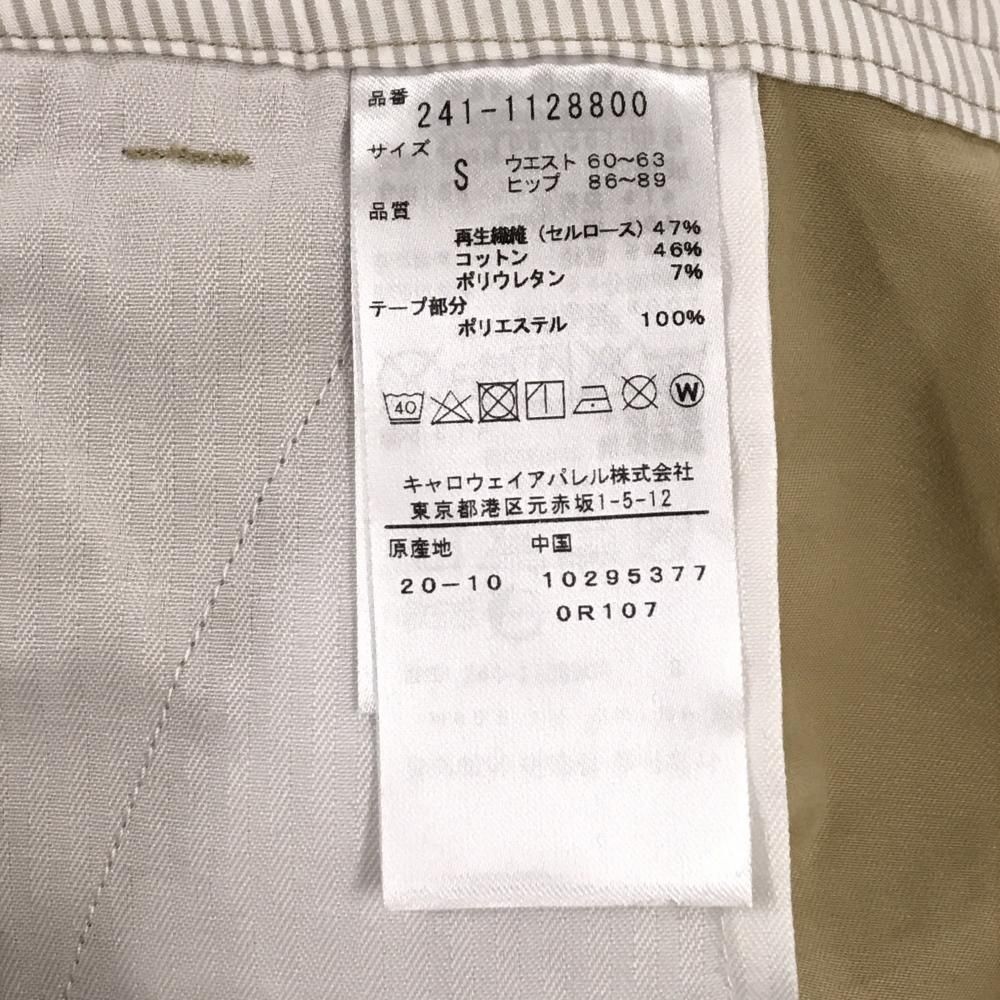 品番 241-1128800
サイズ S ウエスト 60～63
ヒップ 86～89
品質
再生繊維（セルロース）47%
コットン 46%
ポリウレタン 7%
テープ部分
ポリエステル 100%
40 W
キャロウェイアパレル株式会社
東京都港区元赤坂1-5-12
原産地 中国
20-10 10295377
0R107